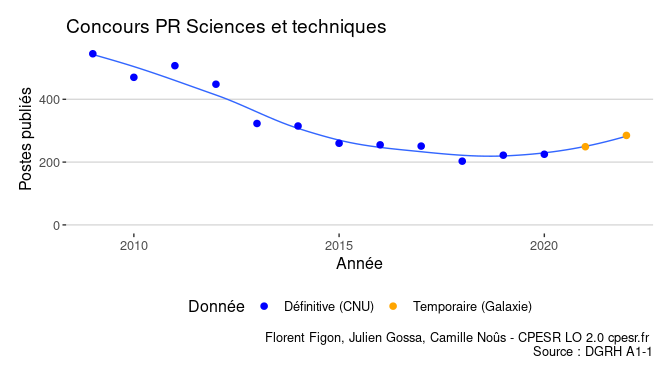 Concours PR Sciences et techniques
Postes publiés
400
200
0
2010 2015 2020
Année
Donnée Définitive (CNU) Temporaire (Galaxie)
Florent Figon, Julien Gossa, Camille Noûs - CPESR LO 2.0 cpesr.fr
Source : DGRH A1-1